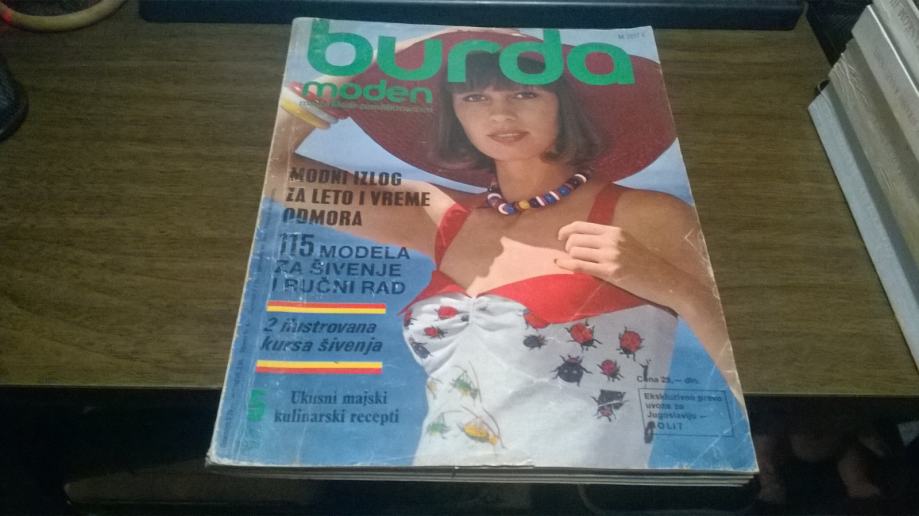 burda
moden
MODNI IZLOG
ZA LETO I VREME
ODMORA
115 MODELA
ZA ŠIVENJE
I RUČNI RAD
2 ilustrovana
kursa šivenja
5
Ukusni majski
kulinarski recepti
Cena 29,— din.
Ekskluzivno pravo
uvoza za
Jugoslaviju —